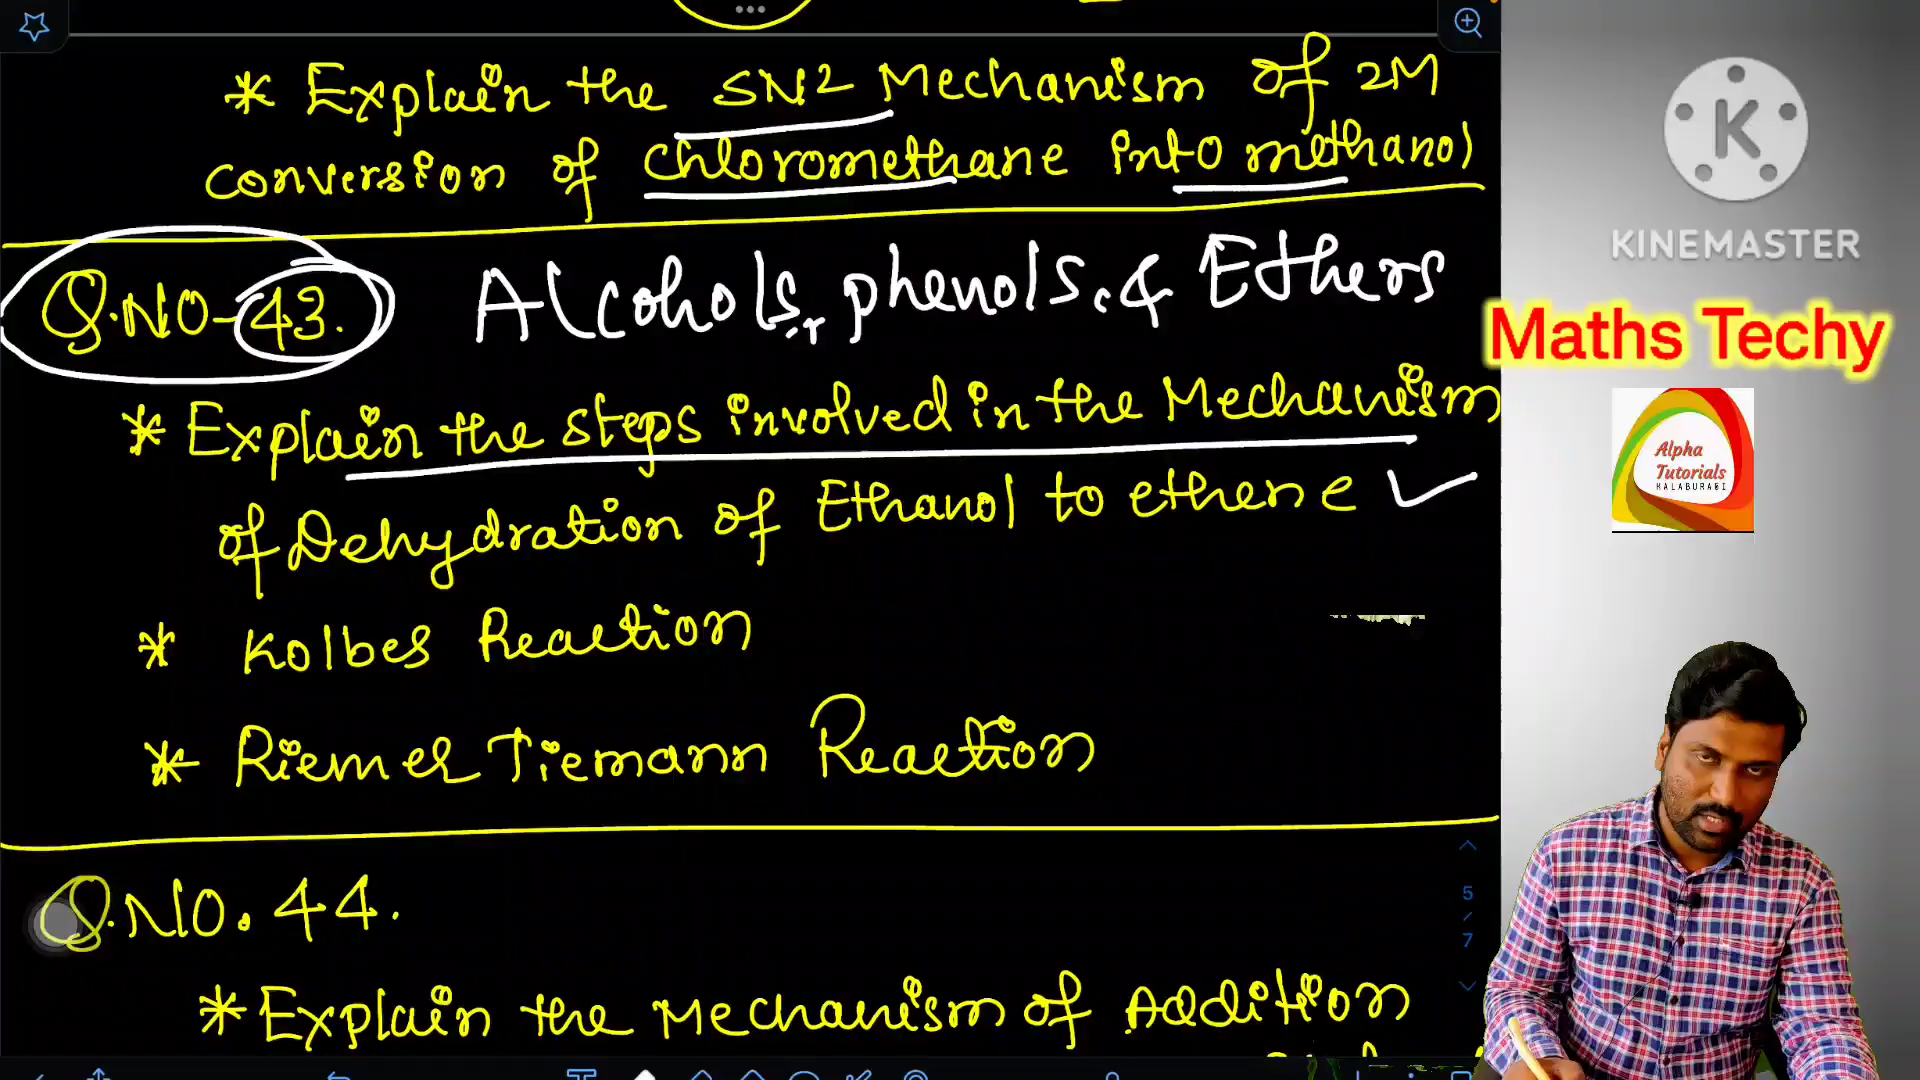 * Explain the SN2 Mechanism of 2M
conversion of chloromethane into methanol
Q.NO-43. Alcohols, phenols, & Ethers
* Explain the steps involved in the Mechanism
of Dehydration of Ethanol to ethene
* Kolbes Reaction
* Riemer Tiemann Reaction
Q.NO. 44.
* Explain the Mechanism of Addition
K
KINEMASTER
Maths Techy
Alpha
Tutorials
KALABURAGI
5
/
7